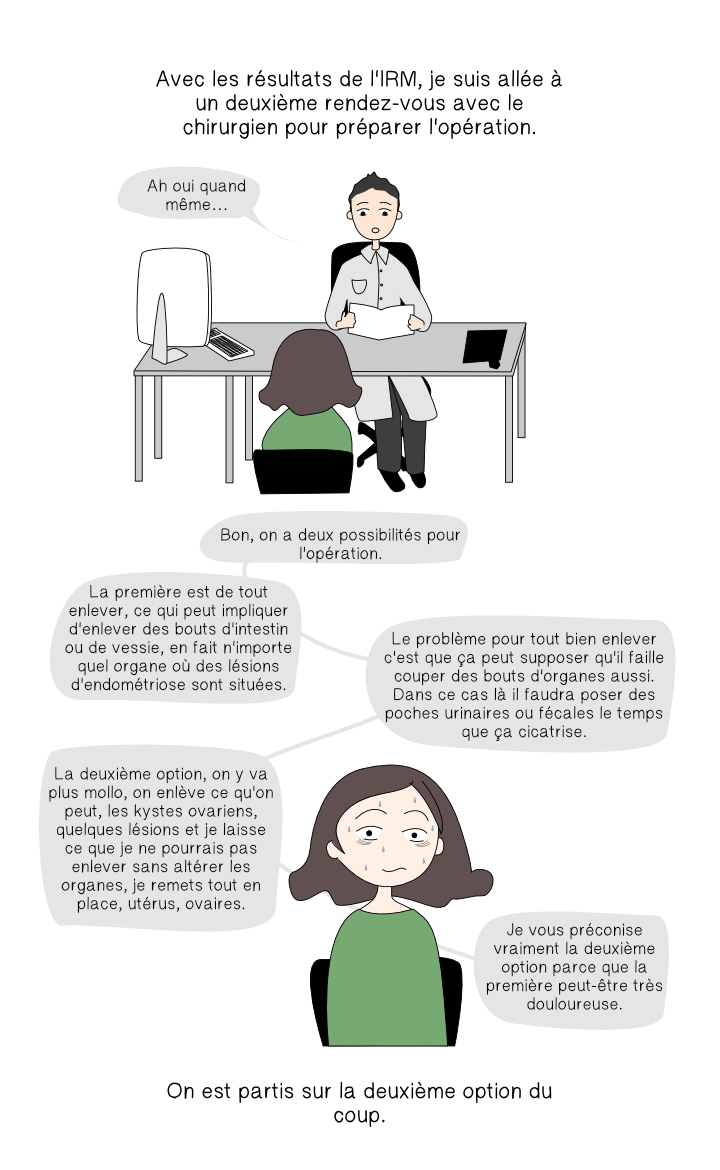 Avec les résultats de l'IRM, je suis allée à
un deuxième rendez-vous avec le
chirurgien pour préparer l'opération.
Ah oui quand
même...
Bon, on a deux possibilités pour
l'opération.
La première est de tout
enlever, ce qui peut impliquer
d'enlever des bouts d'intestin
ou de vessie, en fait n'importe
quel organe où des lésions
d'endométriose sont situées.
Le problème pour tout bien enlever
c'est que ça peut supposer qu'il faille
couper des bouts d'organes aussi.
Dans ce cas là il faudra poser des
poches urinaires ou fécales le temps
que ça cicatrise.
La deuxième option, on y va
plus mollo, on enlève ce qu'on
peut, les kystes ovariens,
quelques lésions et je laisse
ce que je ne pourrais pas
enlever sans altérer les
organes, je remets tout en
place, utérus, ovaires.
Je vous préconise
vraiment la deuxième
option parce que la
première peut-être très
douloureuse.
On est partis sur la deuxième option du
coup.